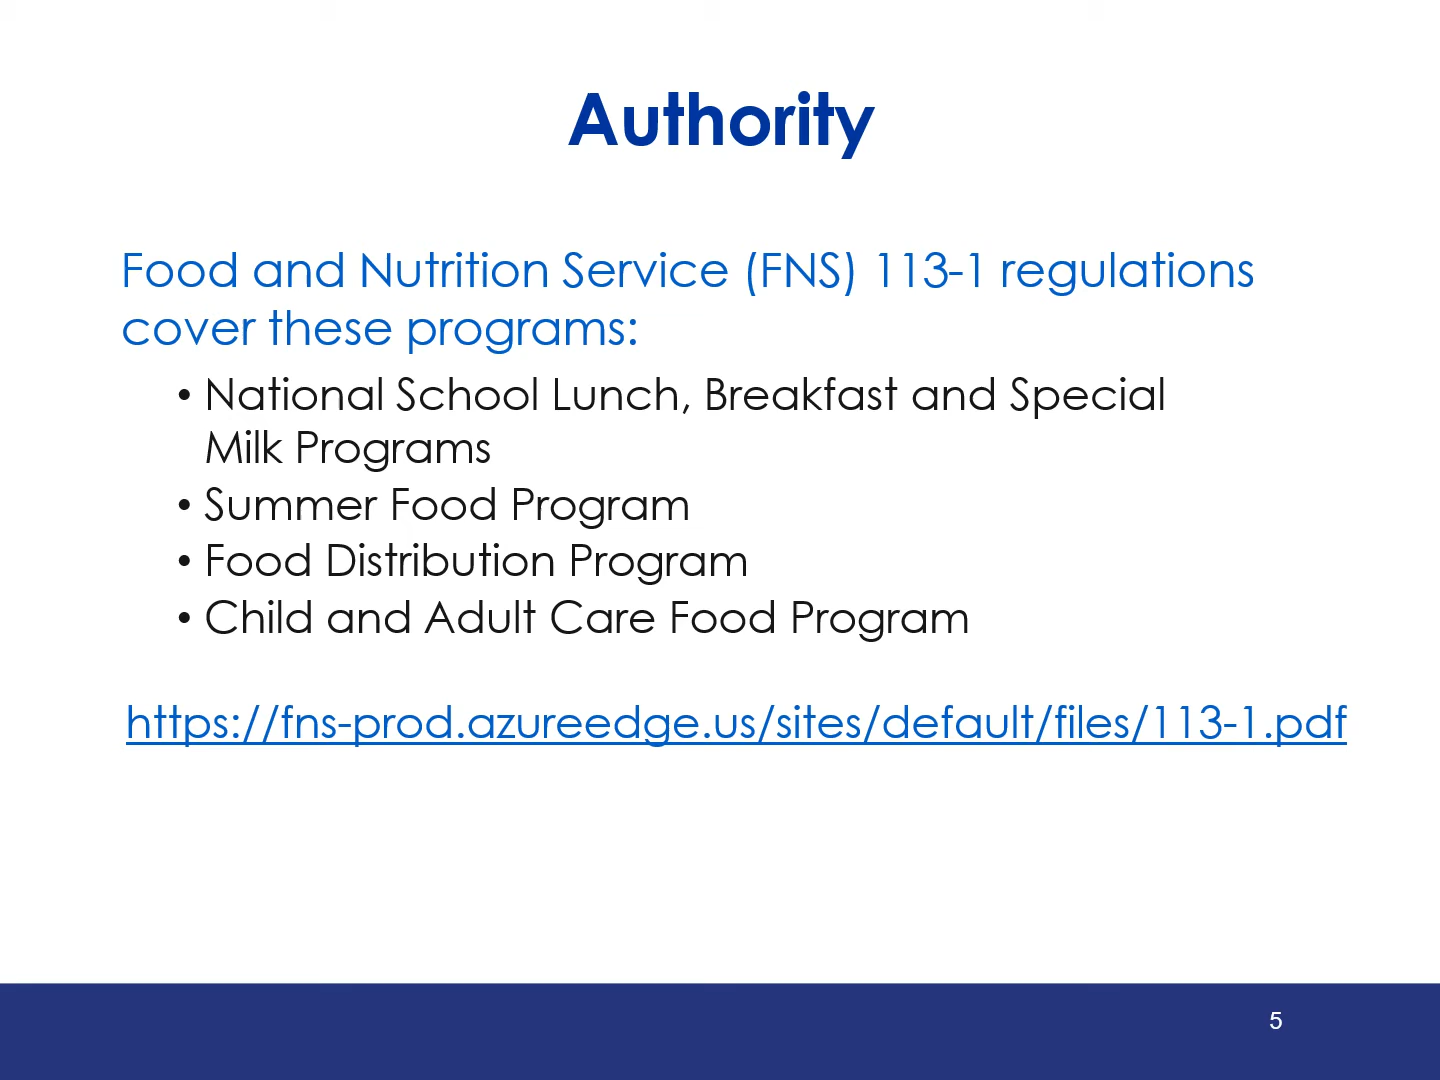 Authority
Food and Nutrition Service (FNS) 113-1 regulations
cover these programs:
• National School Lunch, Breakfast and Special
Milk Programs
• Summer Food Program
• Food Distribution Program
• Child and Adult Care Food Program
https://fns-prod.azureedge.us/sites/default/files/113-1.pdf
5